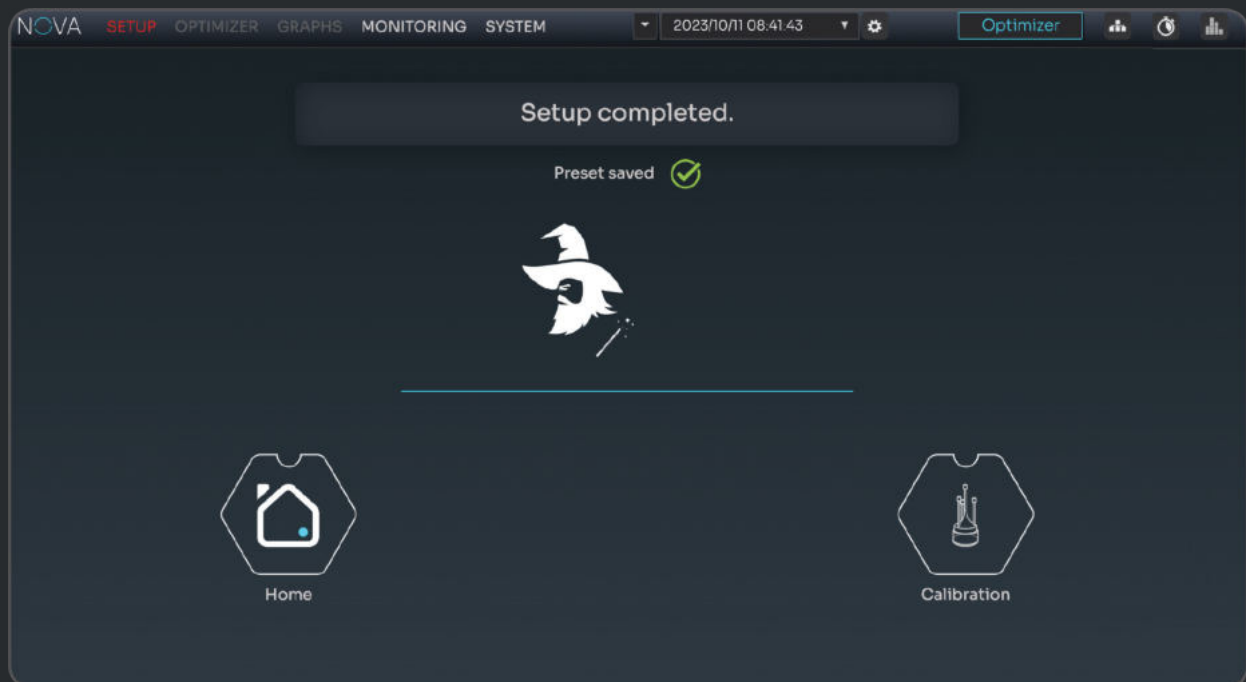 NOVA SETUP OPTIMIZER GRAPHS MONITORING SYSTEM 2023/10/11 08:41:43 Optimizer
Setup completed.
Preset saved
Home
Calibration